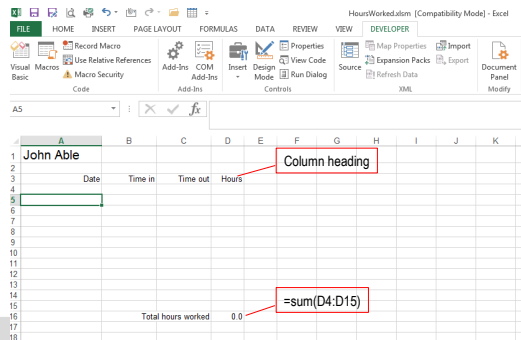 HoursWorked.xlsm [Compatibility Mode] - Excel
FILE HOME INSERT PAGE LAYOUT FORMULAS DATA REVIEW VIEW DEVELOPER
Visual Basic
Macros
Record Macro
Use Relative References
Macro Security
Code
Add-Ins
COM Add-Ins
Add-Ins
Insert
Design Mode
Properties
View Code
Run Dialog
Controls
Source
Map Properties
Expansion Packs
Refresh Data
Import
Export
XML
Document Panel
Modify
A5
fx
A B C D E F G H I J K
1 John Able
Column heading
2
3 Date Time in Time out Hours
4
5
6
7
8
9
10
11
12
13
14
=sum(D4:D15)
15
16 Total hours worked 0.0
17
18